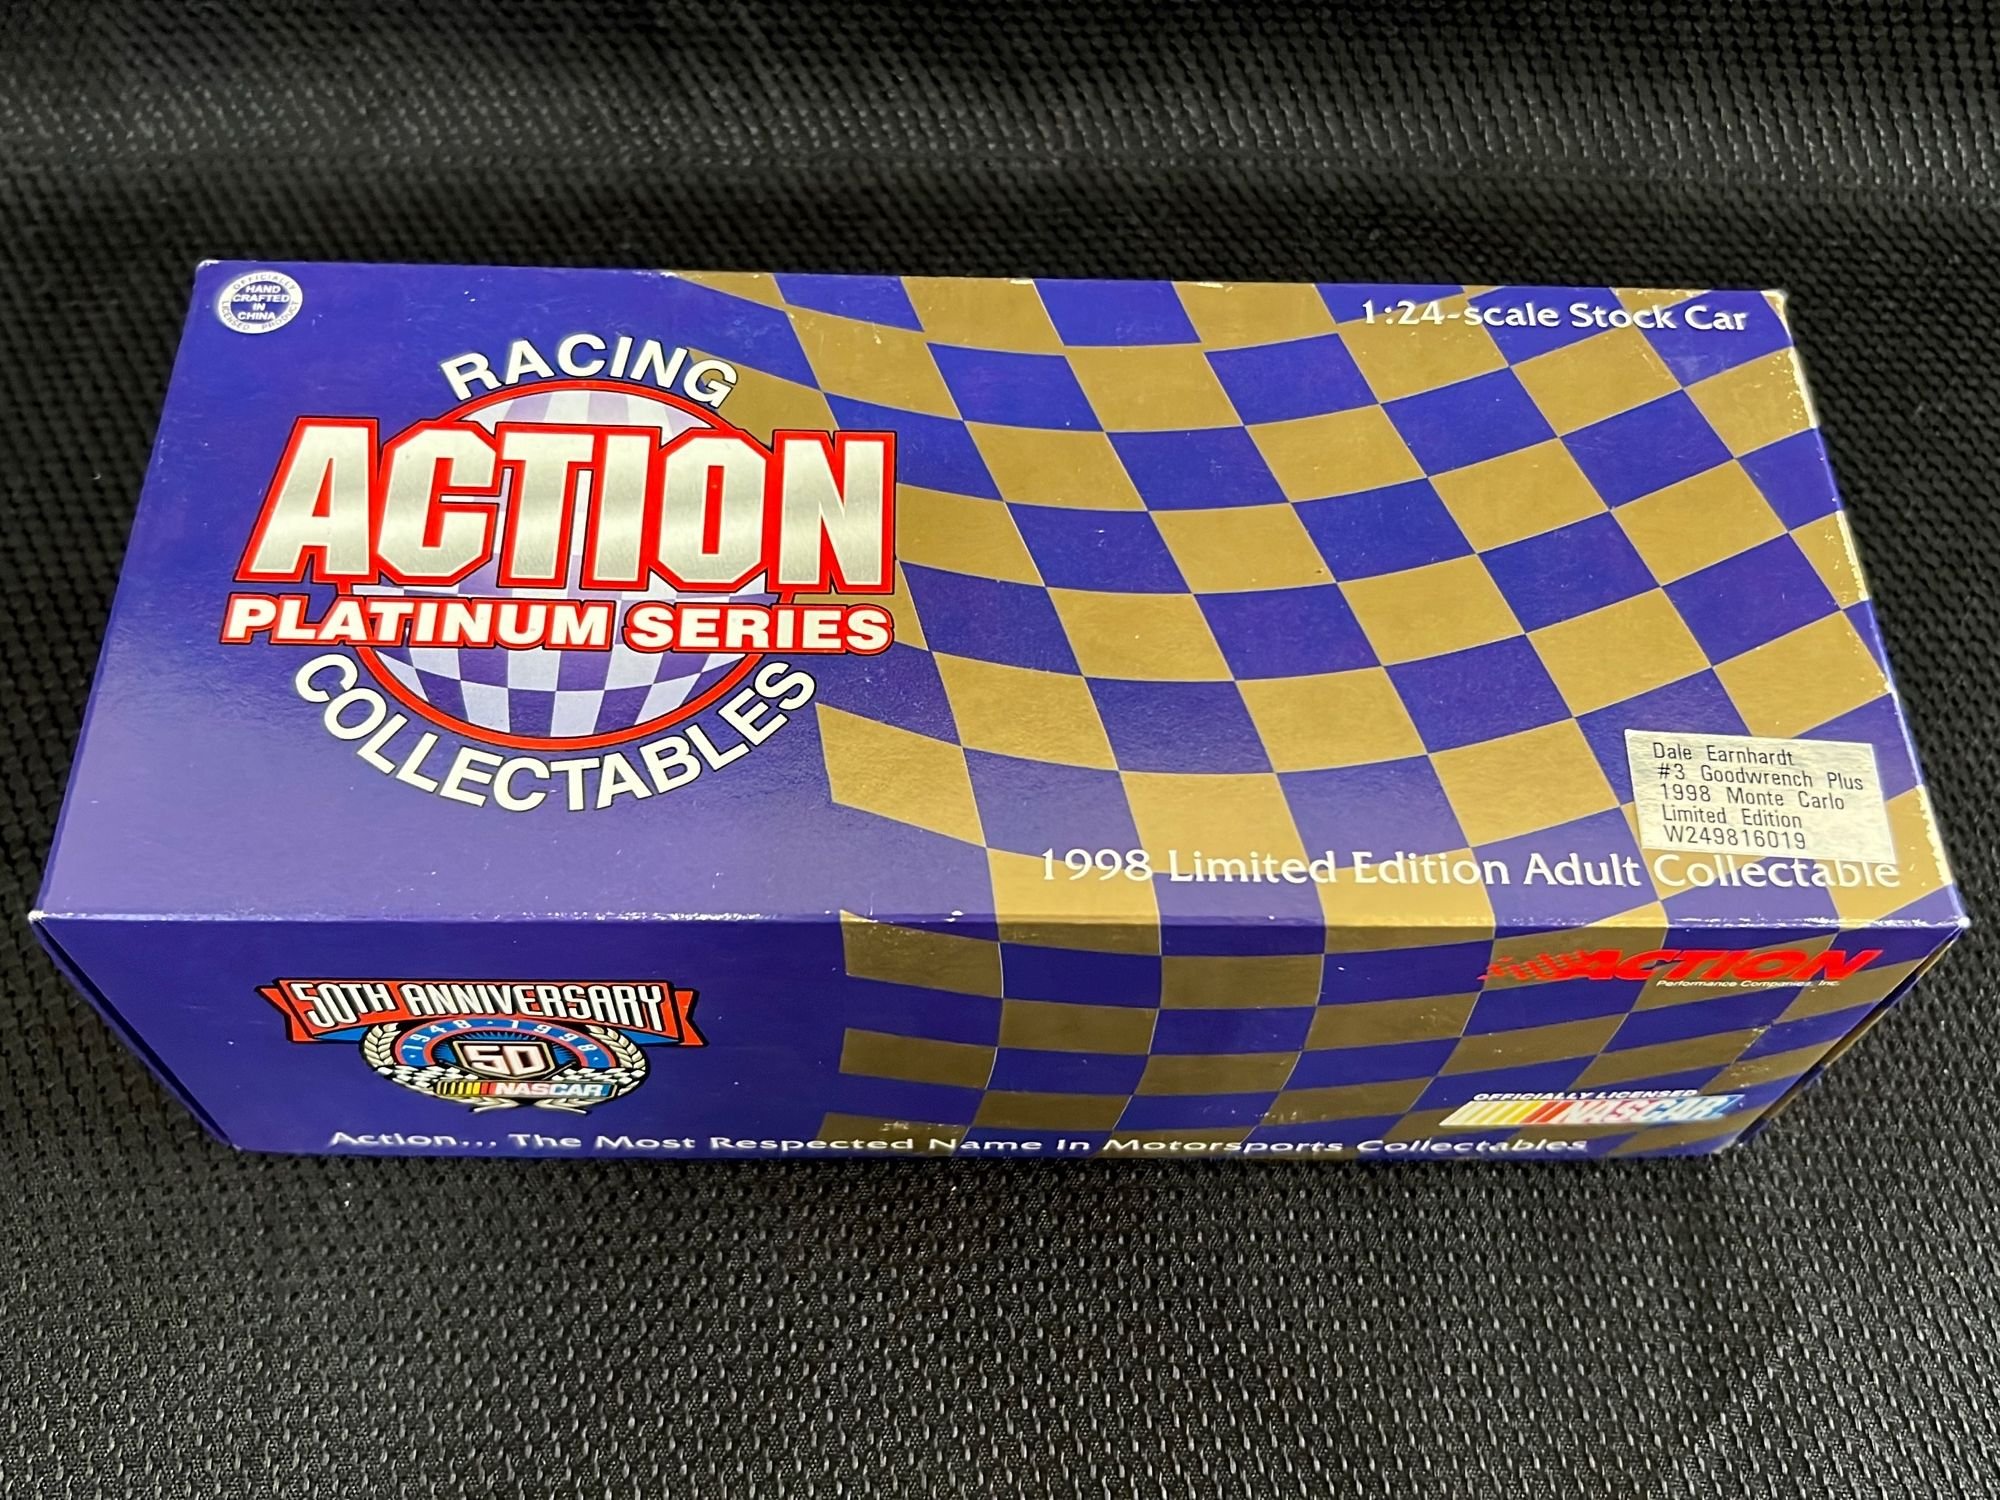 OFFICIALLY
HAND
CRAFTED
IN
CHINA
LICENSED PRODUCT
1:24-scale Stock Car
RACING
ACTION
PLATINUM SERIES
COLLECTABLES
Dale Earnhardt
#3 Goodwrench Plus
1998 Monte Carlo
Limited Edition
W249816019
1998 Limited Edition Adult Collectable
50TH ANNIVERSARY
1948 · 1998
50
NASCAR
ACTION
Performance Companies, Inc.
OFFICIALLY LICENSED
NASCAR
Action... The Most Respected Name In Motorsports Collectables